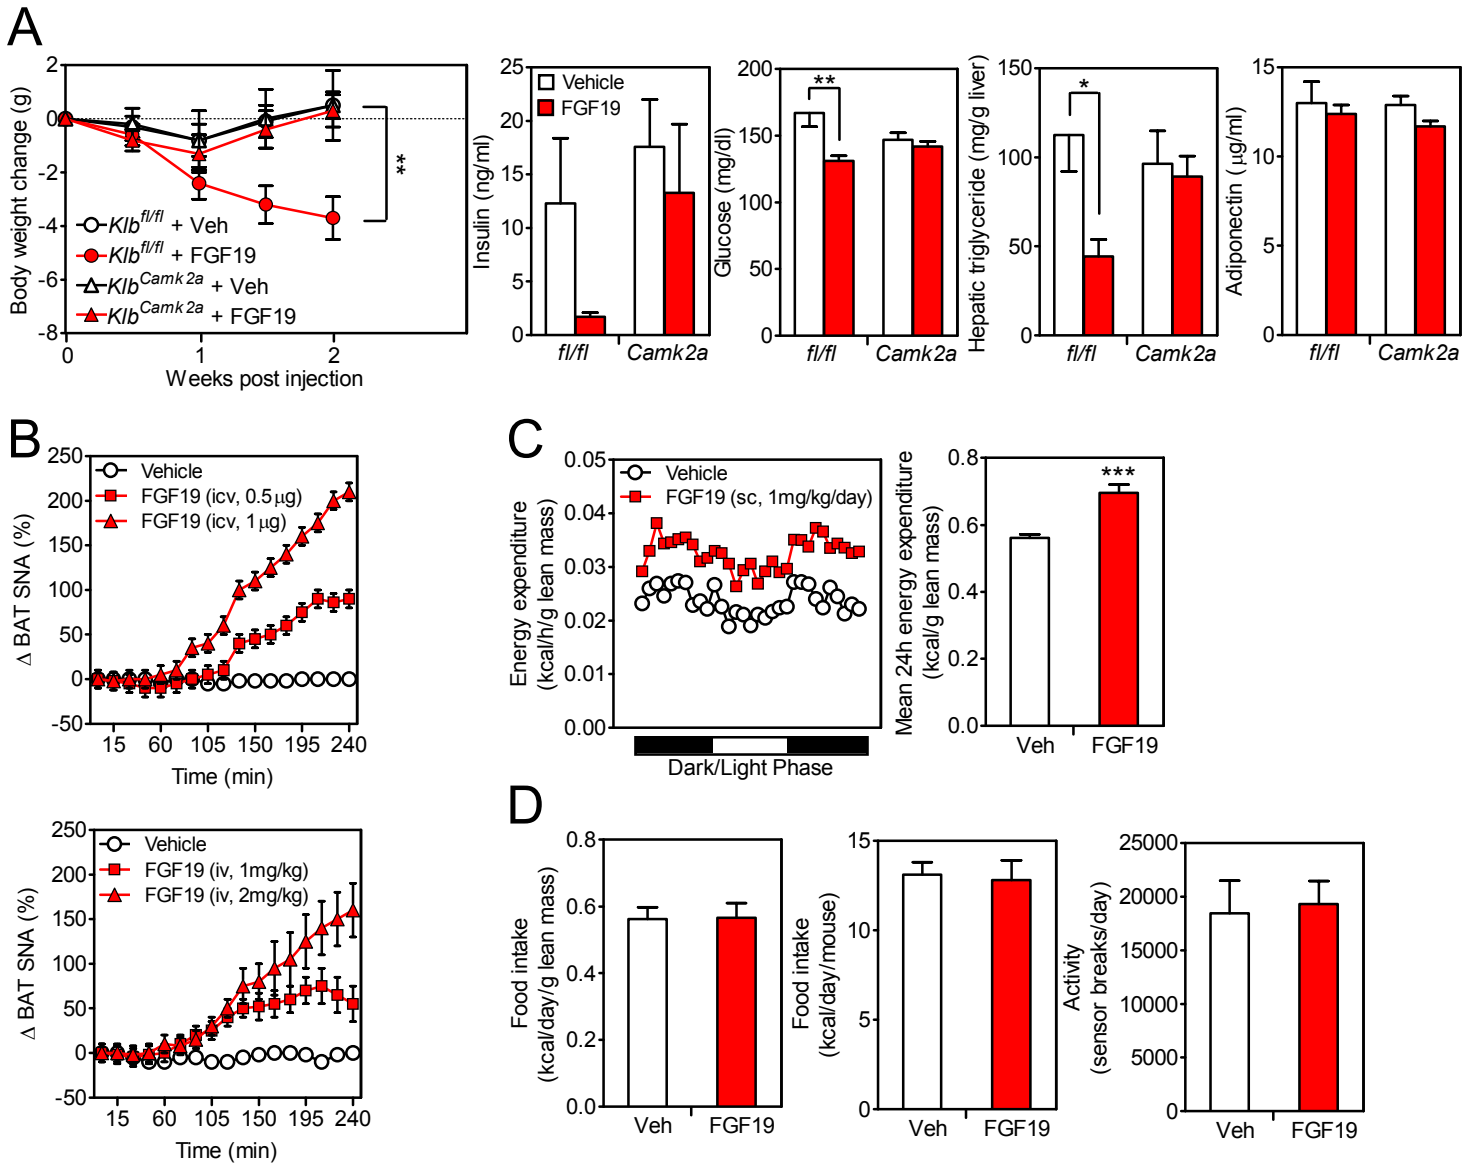 A
Body weight change (g)
2
0
-2
-4
-6
-8
Klb fl/fl + Veh
Klb fl/fl + FGF19
Klb Camk2a + Veh
Klb Camk2a + FGF19
**
0 1 2
Weeks post injection
Insulin (ng/ml)
25
20
15
10
5
0
Vehicle
FGF19
fl/fl Camk2a
Glucose (mg/dl)
200
150
100
50
0
**
fl/fl Camk2a
Hepatic triglyceride (mg/g liver)
150
100
50
0
*
fl/fl Camk2a
Adiponectin (μg/ml)
15
10
5
0
fl/fl Camk2a
B
Δ BAT SNA (%)
250
200
150
100
50
0
-50
Vehicle
FGF19 (icv, 0.5μg)
FGF19 (icv, 1μg)
15 60 105 150 195 240
Time (min)
Δ BAT SNA (%)
250
200
150
100
50
0
-50
Vehicle
FGF19 (iv, 1mg/kg)
FGF19 (iv, 2mg/kg)
15 60 105 150 195 240
Time (min)
C
Energy expenditure
(kcal/h/g lean mass)
0.05
0.04
0.03
0.02
0.01
0.00
Vehicle
FGF19 (sc, 1mg/kg/day)
Dark/Light Phase
Mean 24h energy expenditure
(kcal/g lean mass)
0.8
0.6
0.4
0.2
0.0
***
Veh FGF19
D
Food intake
(kcal/day/g lean mass)
0.8
0.6
0.4
0.2
0.0
Veh FGF19
Food intake
(kcal/day/mouse)
15
10
5
0
Veh FGF19
Activity
(sensor breaks/day)
25000
20000
15000
10000
5000
0
Veh FGF19